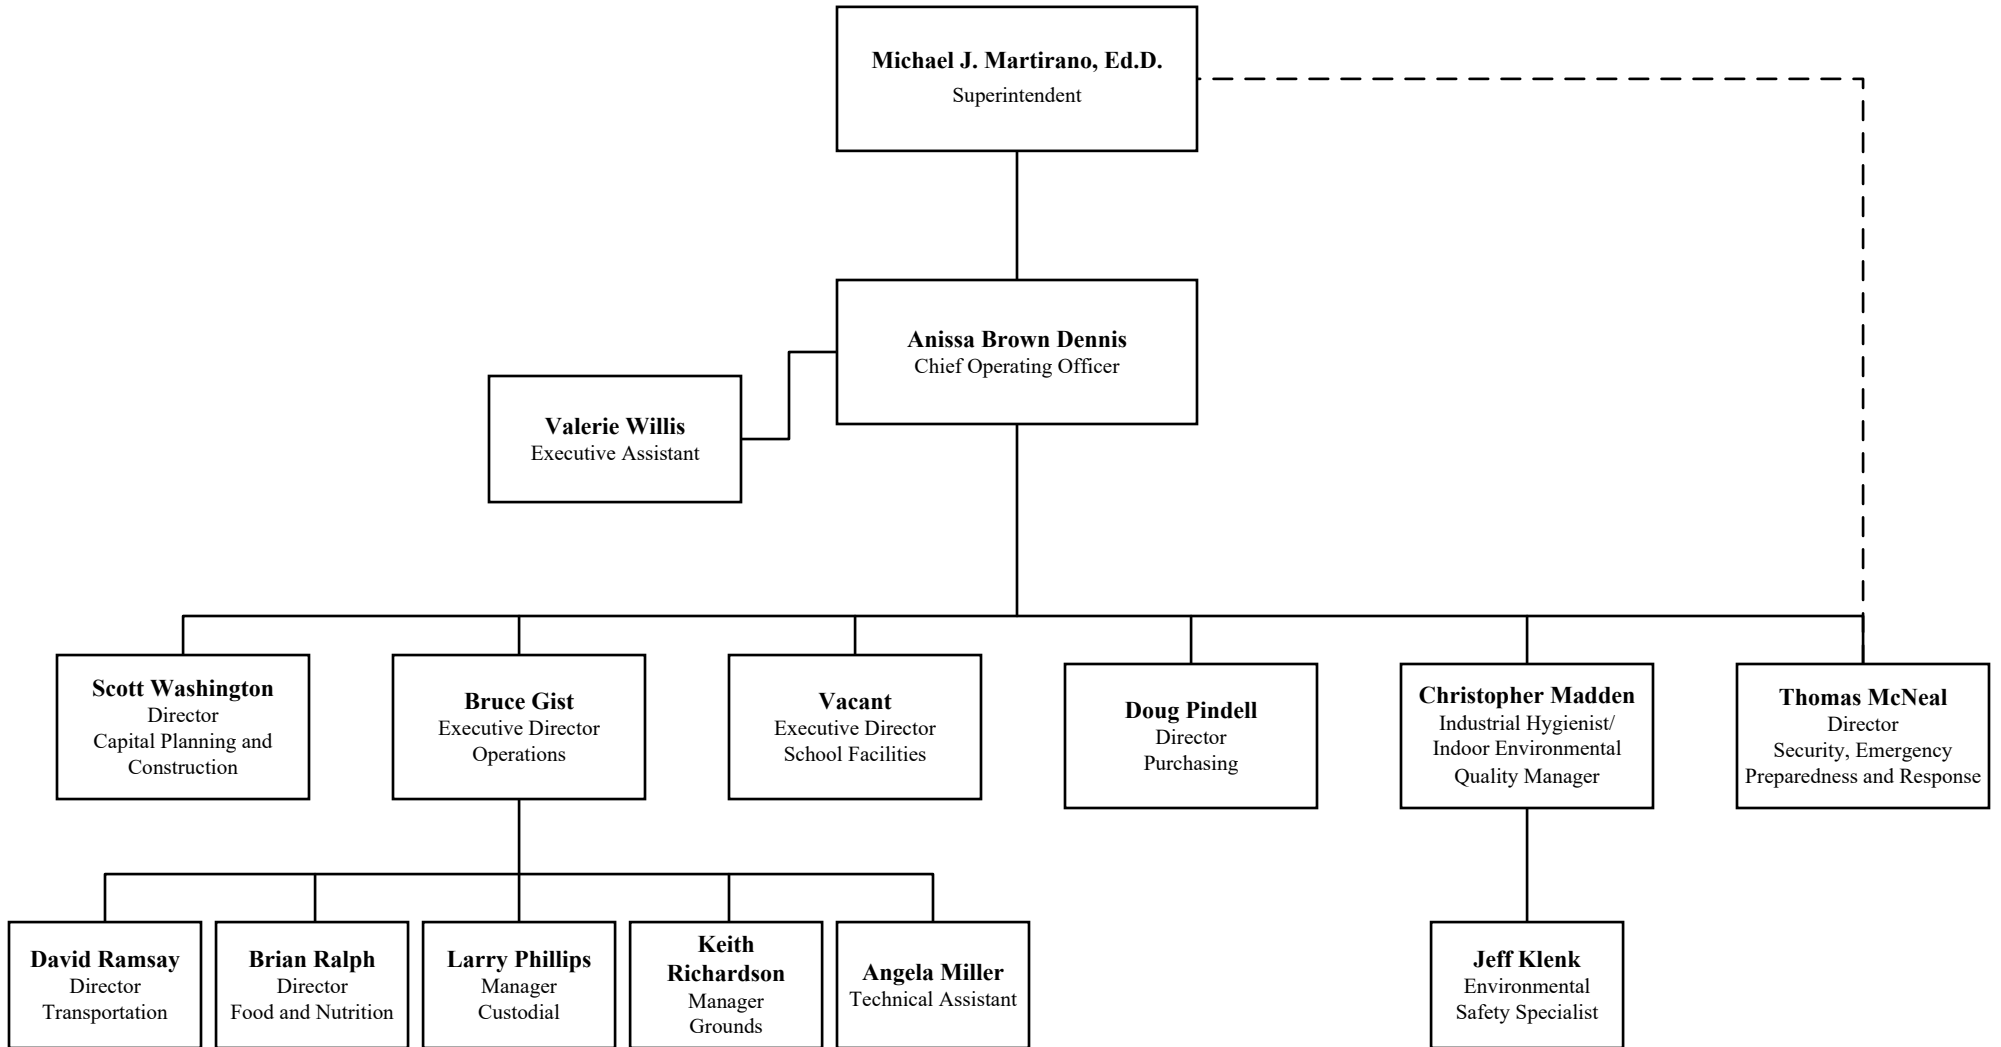 Michael J. Martirano, Ed.D.
Superintendent
Anissa Brown Dennis
Chief Operating Officer
Valerie Willis
Executive Assistant
Scott Washington
Director
Capital Planning and
Construction
Bruce Gist
Executive Director
Operations
Vacant
Executive Director
School Facilities
Doug Pindell
Director
Purchasing
Christopher Madden
Industrial Hygienist/
Indoor Environmental
Quality Manager
Thomas McNeal
Director
Security, Emergency
Preparedness and Response
David Ramsay
Director
Transportation
Brian Ralph
Director
Food and Nutrition
Larry Phillips
Manager
Custodial
Keith
Richardson
Manager
Grounds
Angela Miller
Technical Assistant
Jeff Klenk
Environmental
Safety Specialist